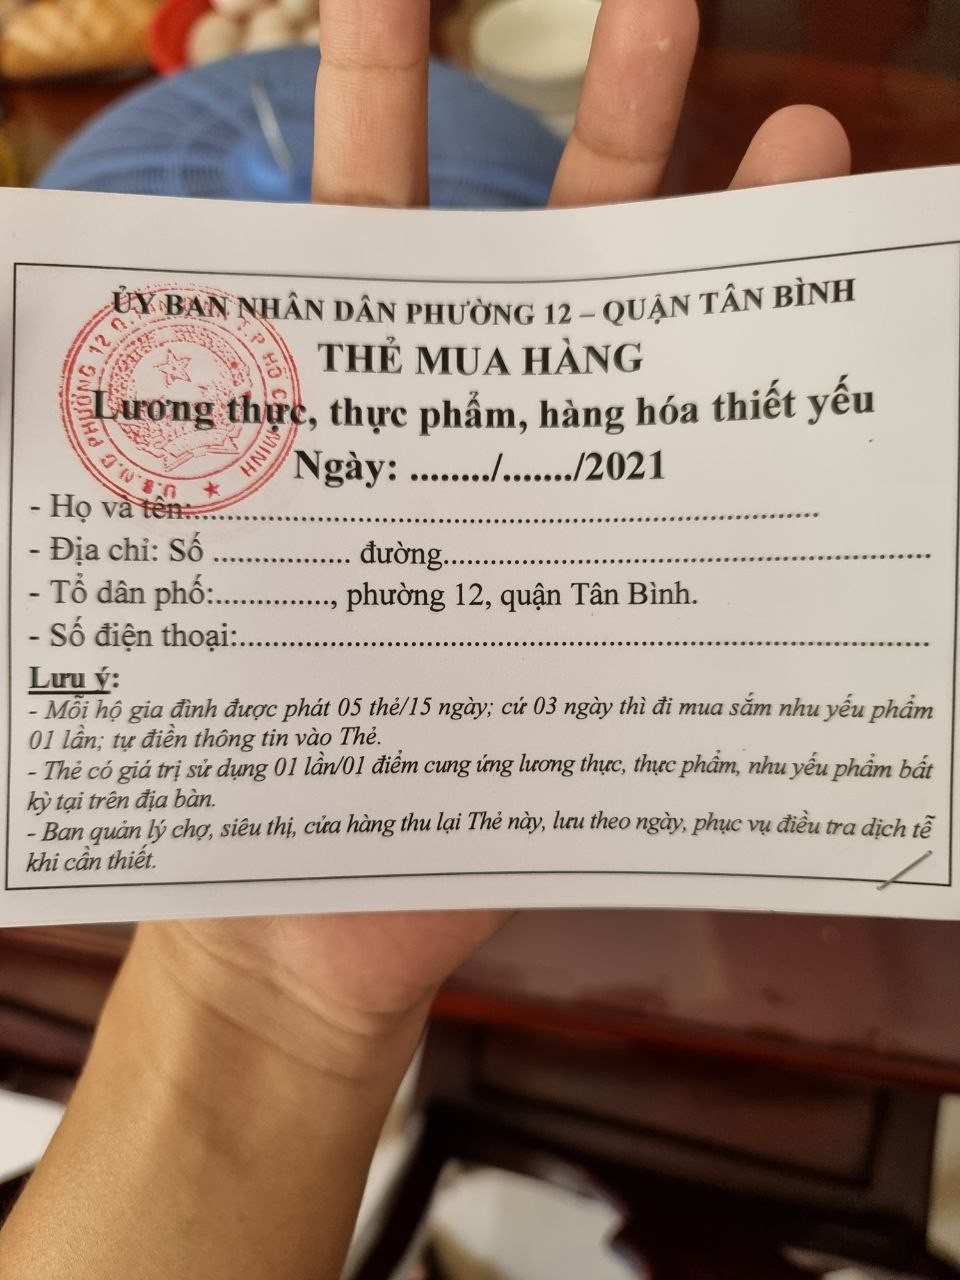 ỦY BAN NHÂN DÂN PHƯỜNG 12 – QUẬN TÂN BÌNH
THẺ MUA HÀNG
Lương thực, thực phẩm, hàng hóa thiết yếu
Ngày: ......../......./2021
- Họ và tên:............................................................................
- Địa chỉ: Số ................. đường...........................................................
- Tổ dân phố:.............., phường 12, quận Tân Bình.
- Số điện thoại:...................................................................................
Lưu ý:
- Mỗi hộ gia đình được phát 05 thẻ/15 ngày; cứ 03 ngày thì đi mua sắm nhu yếu phẩm
01 lần; tự điền thông tin vào Thẻ.
- Thẻ có giá trị sử dụng 01 lần/01 điểm cung ứng lương thực, thực phẩm, nhu yếu phẩm bất
kỳ tại trên địa bàn.
- Ban quản lý chợ, siêu thị, cửa hàng thu lại Thẻ này, lưu theo ngày, phục vụ điều tra dịch tễ
khi cần thiết.
U.B.N.D PHƯỜNG 12 Q. T.P HỒ CHÍ MINH